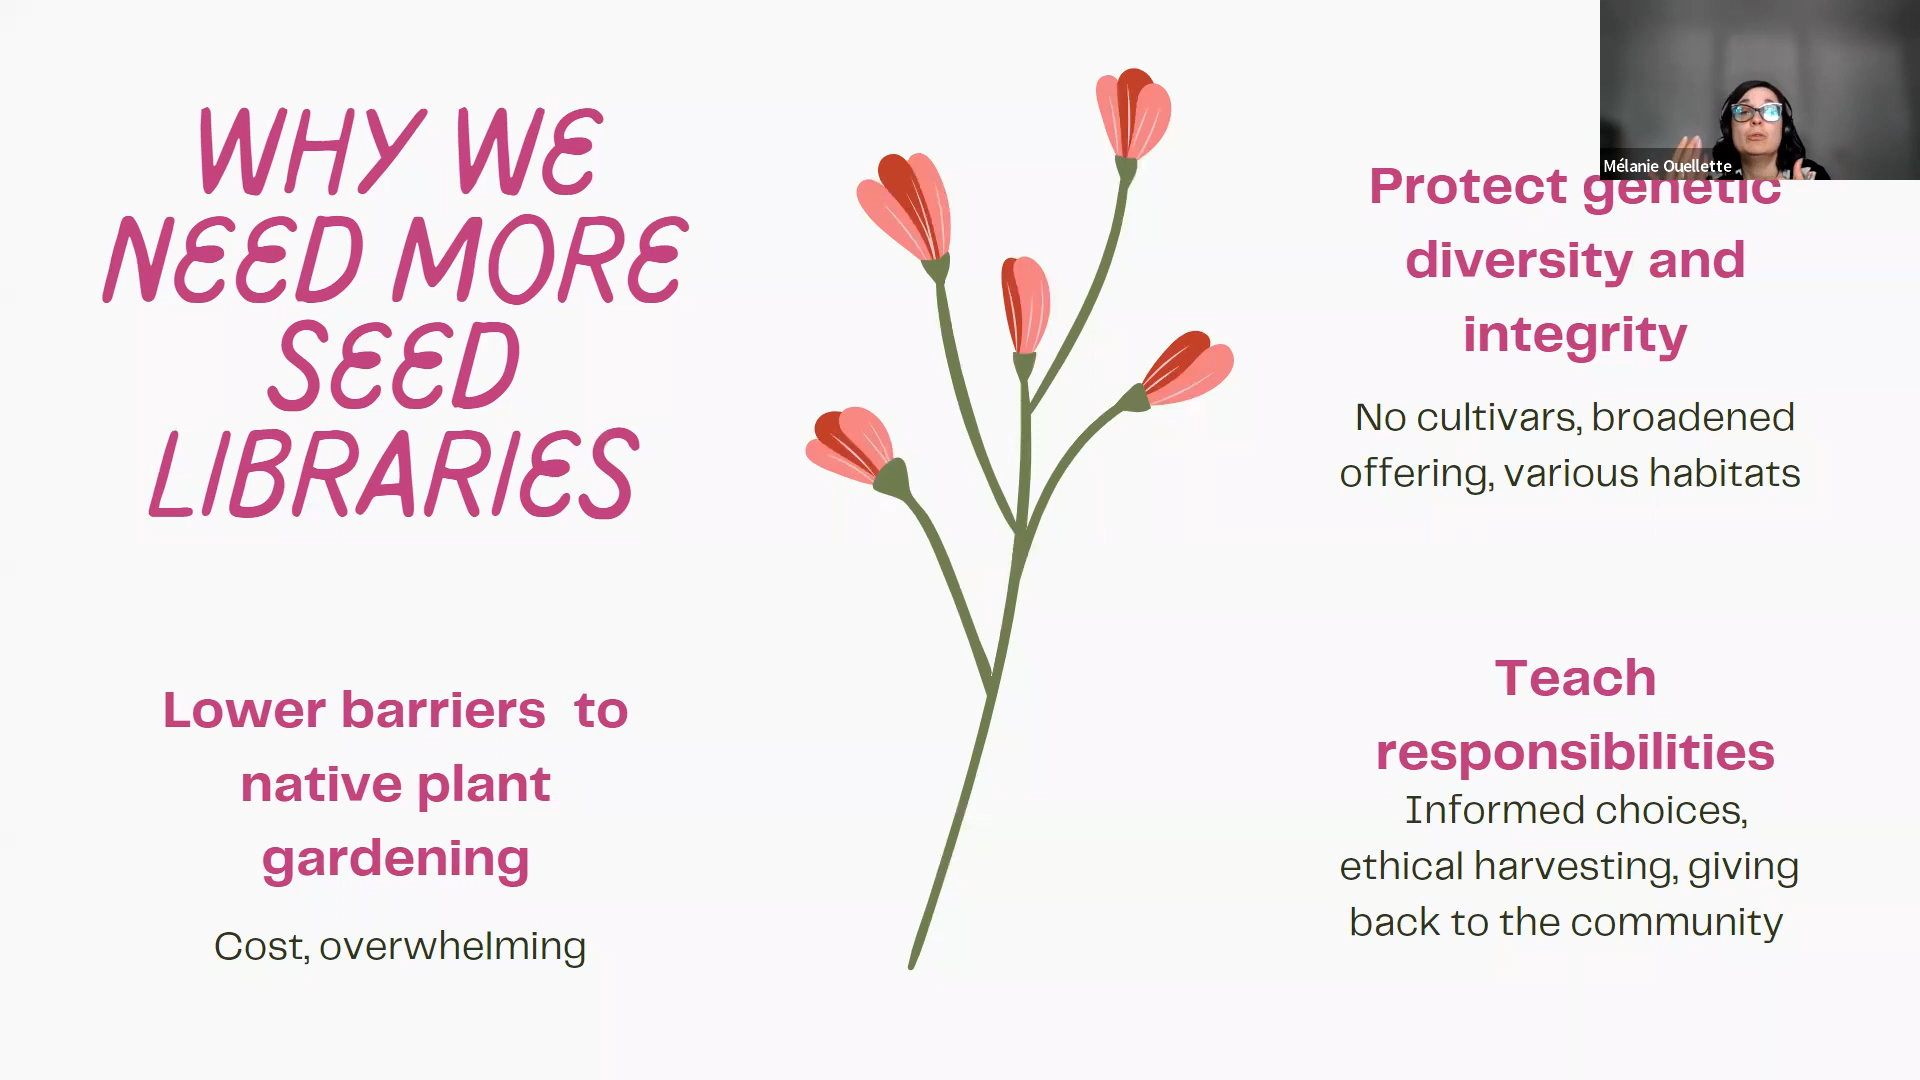 WHY WE
NEED MORE
SEED
LIBRARIES
Lower barriers  to
native plant
gardening
Cost, overwhelming
Mélanie Ouellette
Protect genetic
diversity and
integrity
No cultivars, broadened
offering, various habitats
Teach
responsibilities
Informed choices,
ethical harvesting, giving
back to the community